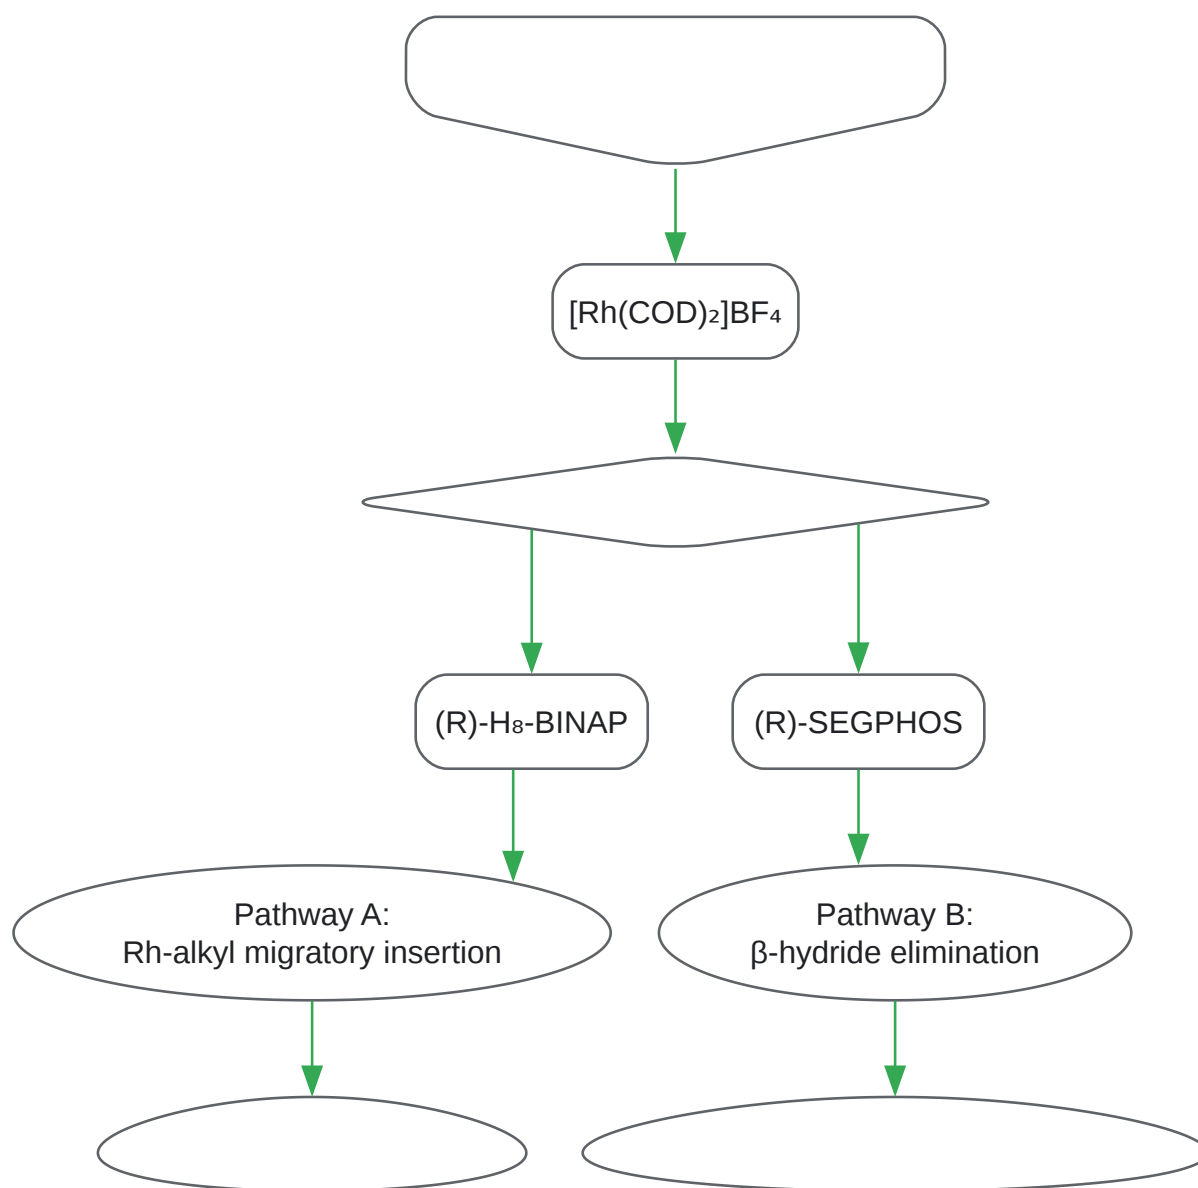 [Rh(COD)₂]BF₄
(R)-H₈-BINAP
(R)-SEGPHOS
Pathway A:
Rh-alkyl migratory insertion
Pathway B:
β-hydride elimination